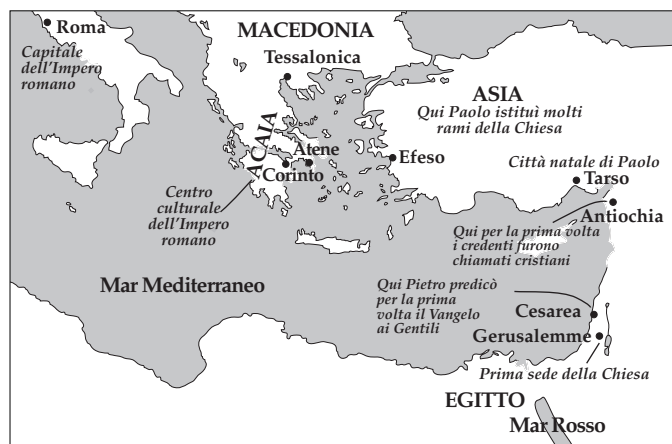 Roma
Capitale
dell'Impero
romano
MACEDONIA
Tessalonica
ASIA
Qui Paolo istituì molti
rami della Chiesa
ACAIA
Atene
Corinto
Efeso
Centro
culturale
dell'Impero
romano
Città natale di Paolo
Tarso
Antiochia
Qui per la prima volta
i credenti furono
chiamati cristiani
Mar Mediterraneo
Qui Pietro predicò
per la prima
volta il Vangelo
ai Gentili
Cesarea
Gerusalemme
Prima sede della Chiesa
EGITTO
Mar Rosso